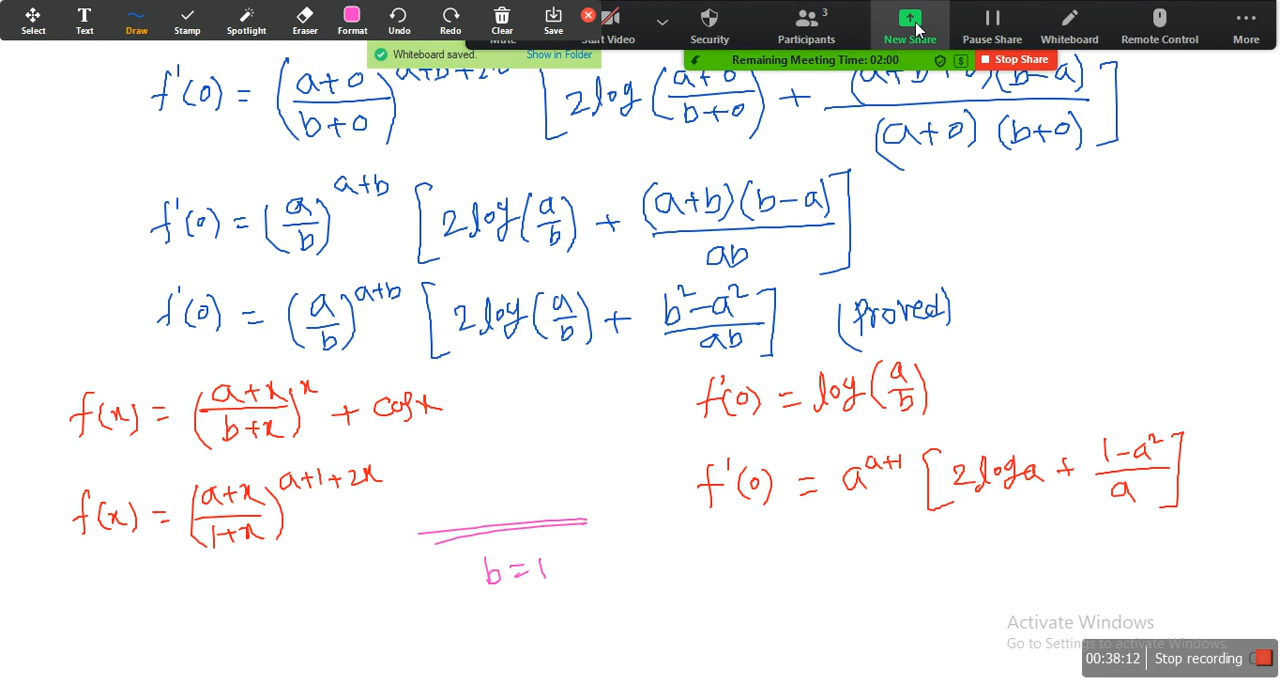 Select Text Draw Stamp Spotlight Eraser Format Undo Redo Clear Save
Start Video Security Participants 3 New Share Pause Share Whiteboard Remote Control More
Whiteboard saved. Show in Folder
Remaining Meeting Time: 02:00 Stop Share
f'(0) = ((a+0)/(b+0))^(a+b+2.0) [2log((a+0)/(b+0)) + ((a+b+0)(b-a))/((a+0)(b+0))]
f'(0) = (a/b)^(a+b) [2log(a/b) + ((a+b)(b-a))/ab]
f'(0) = (a/b)^(a+b) [2log(a/b) + (b²-a²)/ab] (Proved)
f(x) = ((a+x)/(b+x))^x + cosx f'(0) = log(a/b)
f(x) = ((a+x)/(1+x))^(a+1+2x) f'(0) = a^(a+1) [2loga + (1-a²)/a]
b=1
Activate Windows
Go to Settings to activate Windows.
00:38:12 Stop recording